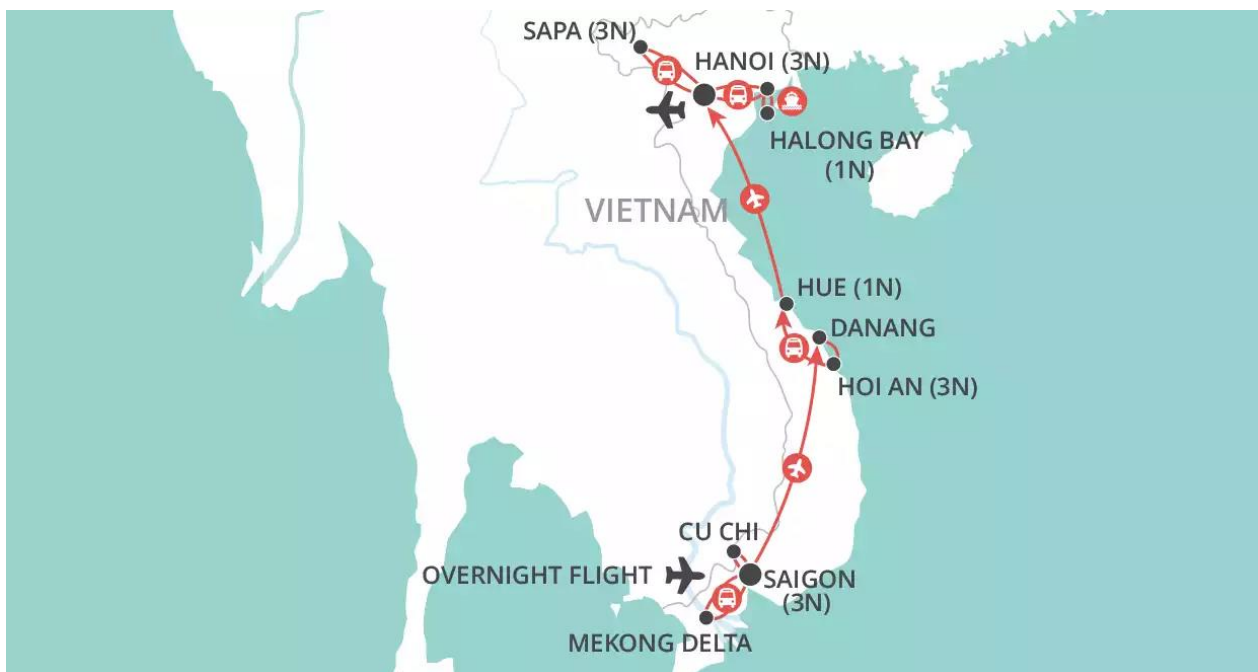 SAPA (3N)
HANOI (3N)
HALONG BAY
(1N)
VIETNAM
HUE (1N)
DANANG
HOI AN (3N)
CU CHI
OVERNIGHT FLIGHT
SAIGON
(3N)
MEKONG DELTA